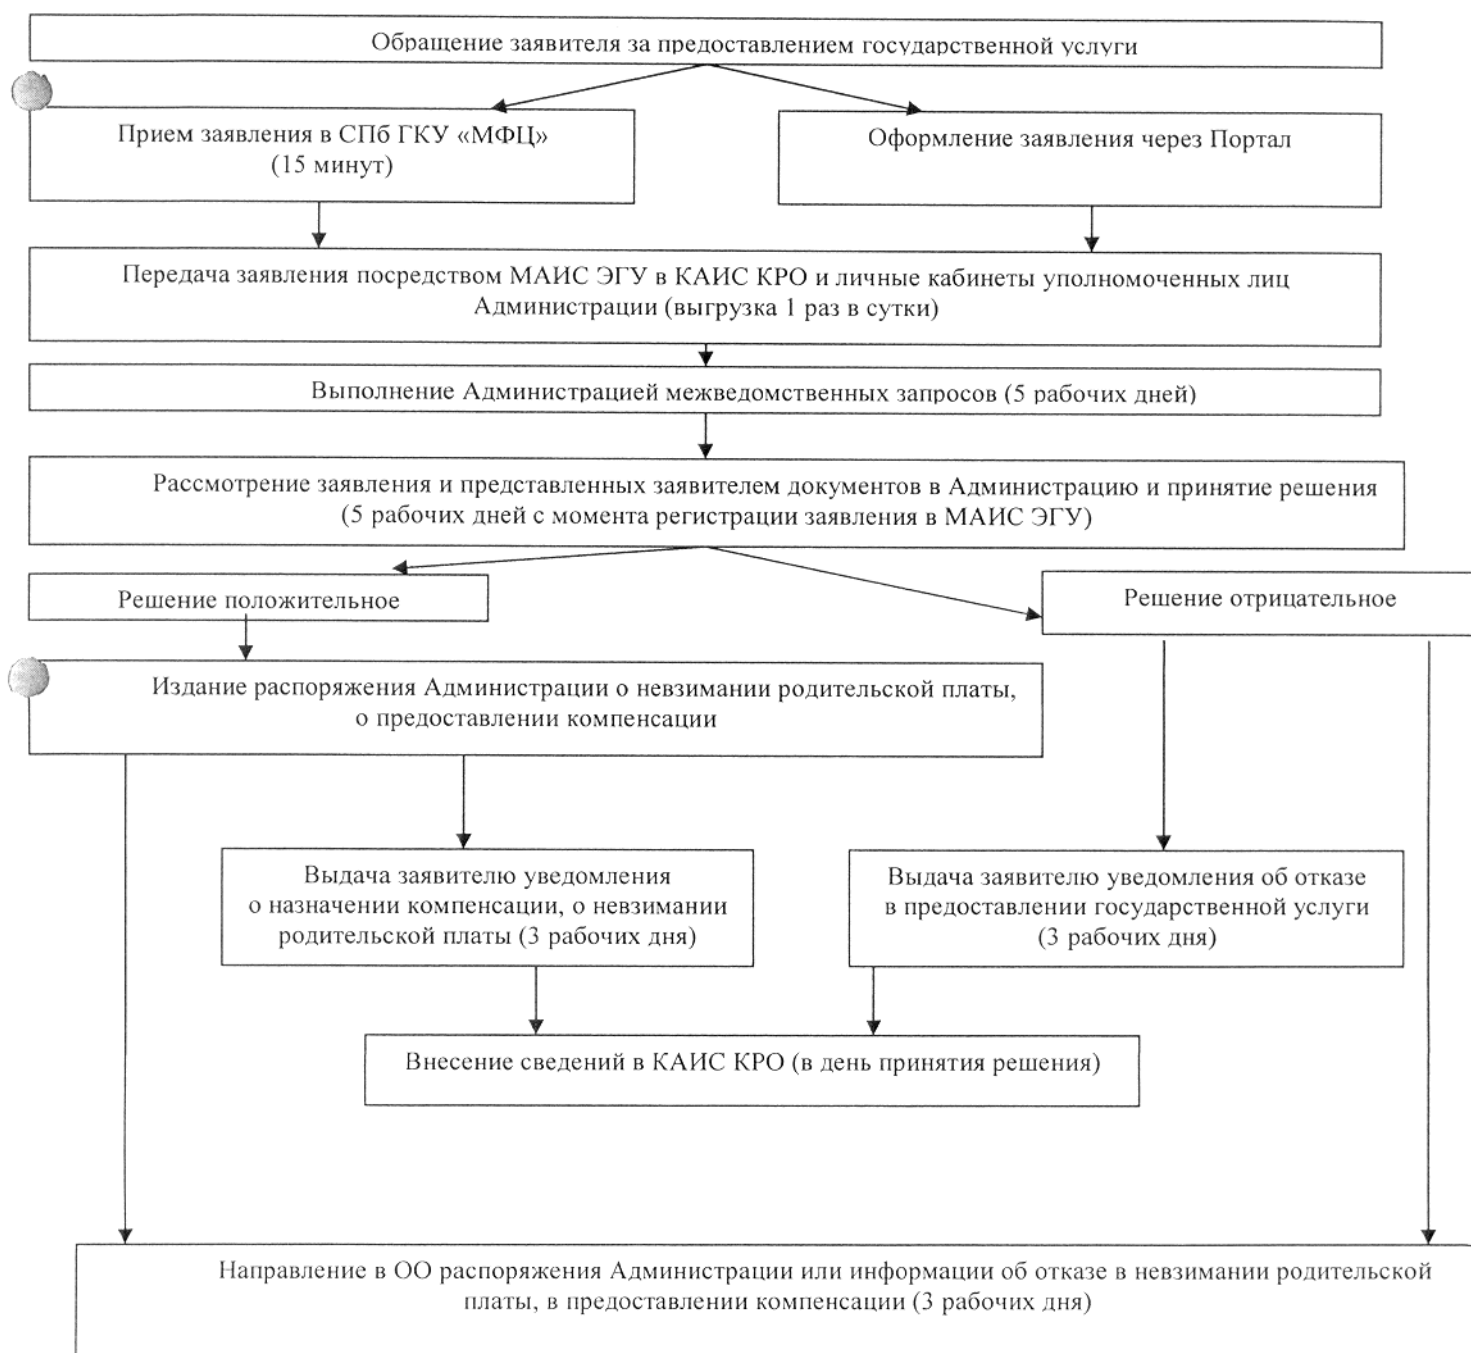 Обращение заявителя за предоставлением государственной услуги
Прием заявления в СПб ГКУ «МФЦ»
(15 минут)
Оформление заявления через Портал
Передача заявления посредством МАИС ЭГУ в КАИС КРО и личные кабинеты уполномоченных лиц
Администрации (выгрузка 1 раз в сутки)
Выполнение Администрацией межведомственных запросов (5 рабочих дней)
Рассмотрение заявления и представленных заявителем документов в Администрацию и принятие решения
(5 рабочих дней с момента регистрации заявления в МАИС ЭГУ)
Решение положительное
Решение отрицательное
Издание распоряжения Администрации о невзимании родительской платы,
о предоставлении компенсации
Выдача заявителю уведомления
о назначении компенсации, о невзимании
родительской платы (3 рабочих дня)
Выдача заявителю уведомления об отказе
в предоставлении государственной услуги
(3 рабочих дня)
Внесение сведений в КАИС КРО (в день принятия решения)
Направление в ОО распоряжения Администрации или информации об отказе в невзимании родительской
платы, в предоставлении компенсации (3 рабочих дня)